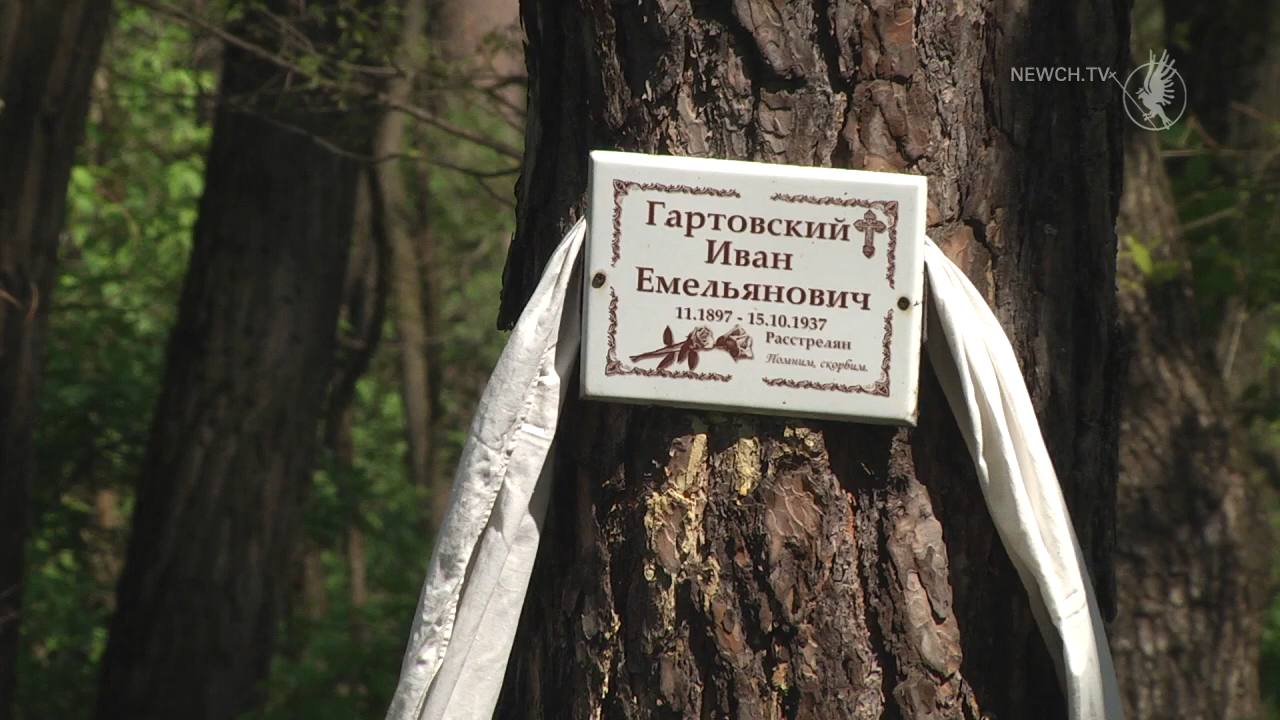 NEWCH.TV
Гартовский
Иван
Емельянович
11.1897 - 15.10.1937
Расстрелян
Помним, скорбим.